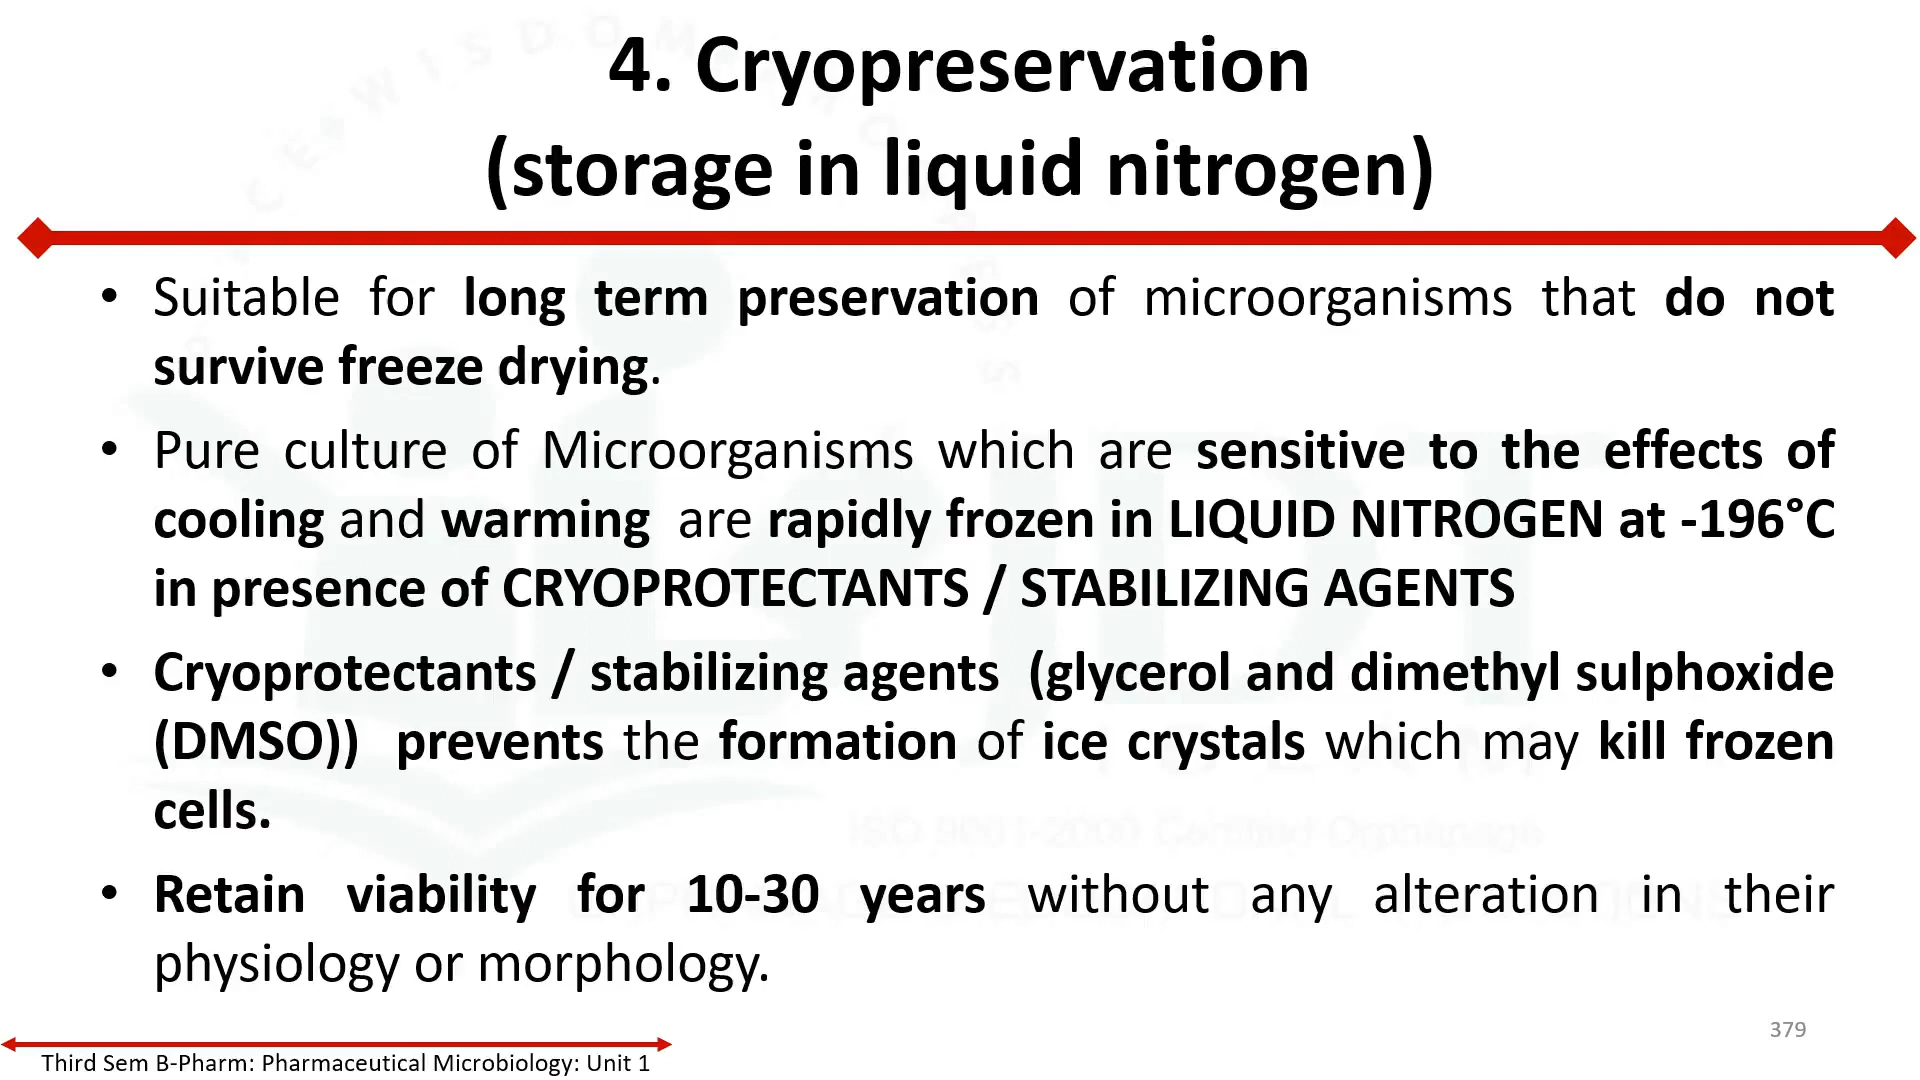 4. Cryopreservation
(storage in liquid nitrogen)
• Suitable for long term preservation of microorganisms that do not
survive freeze drying.
• Pure culture of Microorganisms which are sensitive to the effects of
cooling and warming are rapidly frozen in LIQUID NITROGEN at -196°C
in presence of CRYOPROTECTANTS / STABILIZING AGENTS
• Cryoprotectants / stabilizing agents (glycerol and dimethyl sulphoxide
(DMSO)) prevents the formation of ice crystals which may kill frozen
cells.
• Retain viability for 10-30 years without any alteration in their
physiology or morphology.
379
Third Sem B-Pharm: Pharmaceutical Microbiology: Unit 1